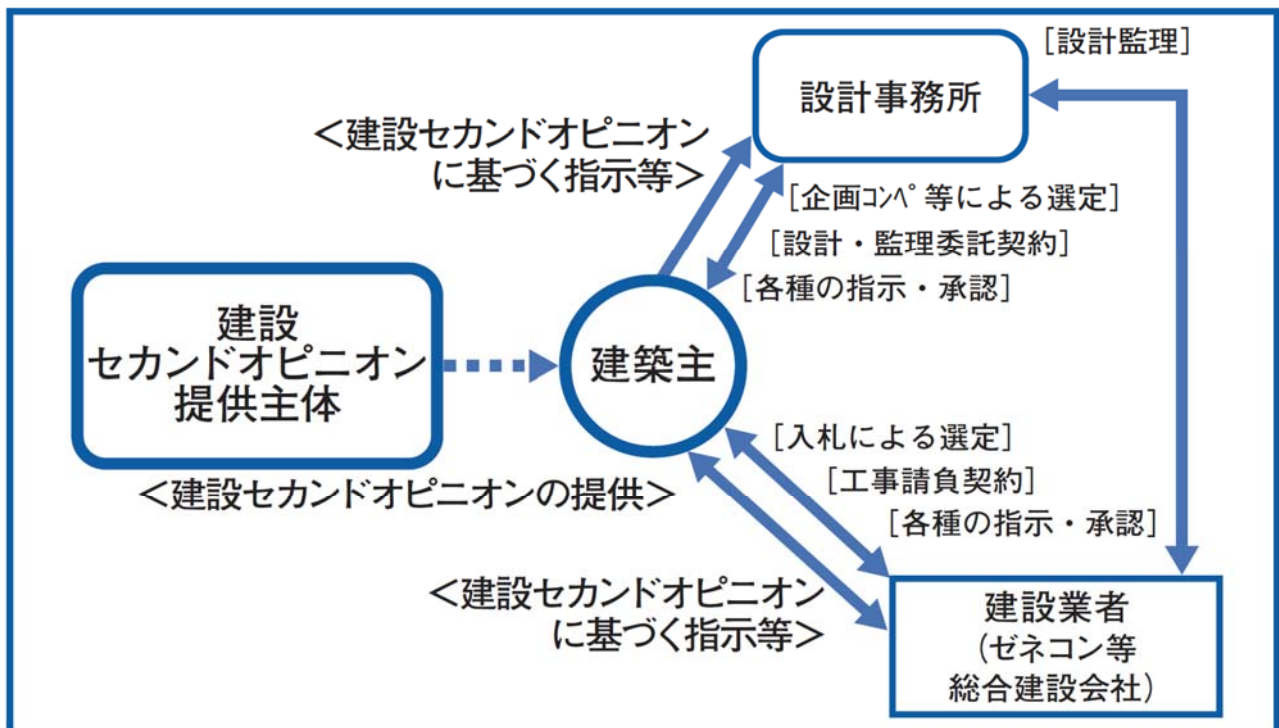 [設計監理]
設計事務所
<建設セカンドオピニオン
に基づく指示等>
[企画ｺﾝﾍﾟ等による選定]
[設計・監理委託契約]
[各種の指示・承認]
建設
セカンドオピニオン
提供主体
建築主
<建設セカンドオピニオンの提供>
[入札による選定]
[工事請負契約]
[各種の指示・承認]
<建設セカンドオピニオン
に基づく指示等>
建設業者
(ゼネコン等
総合建設会社)